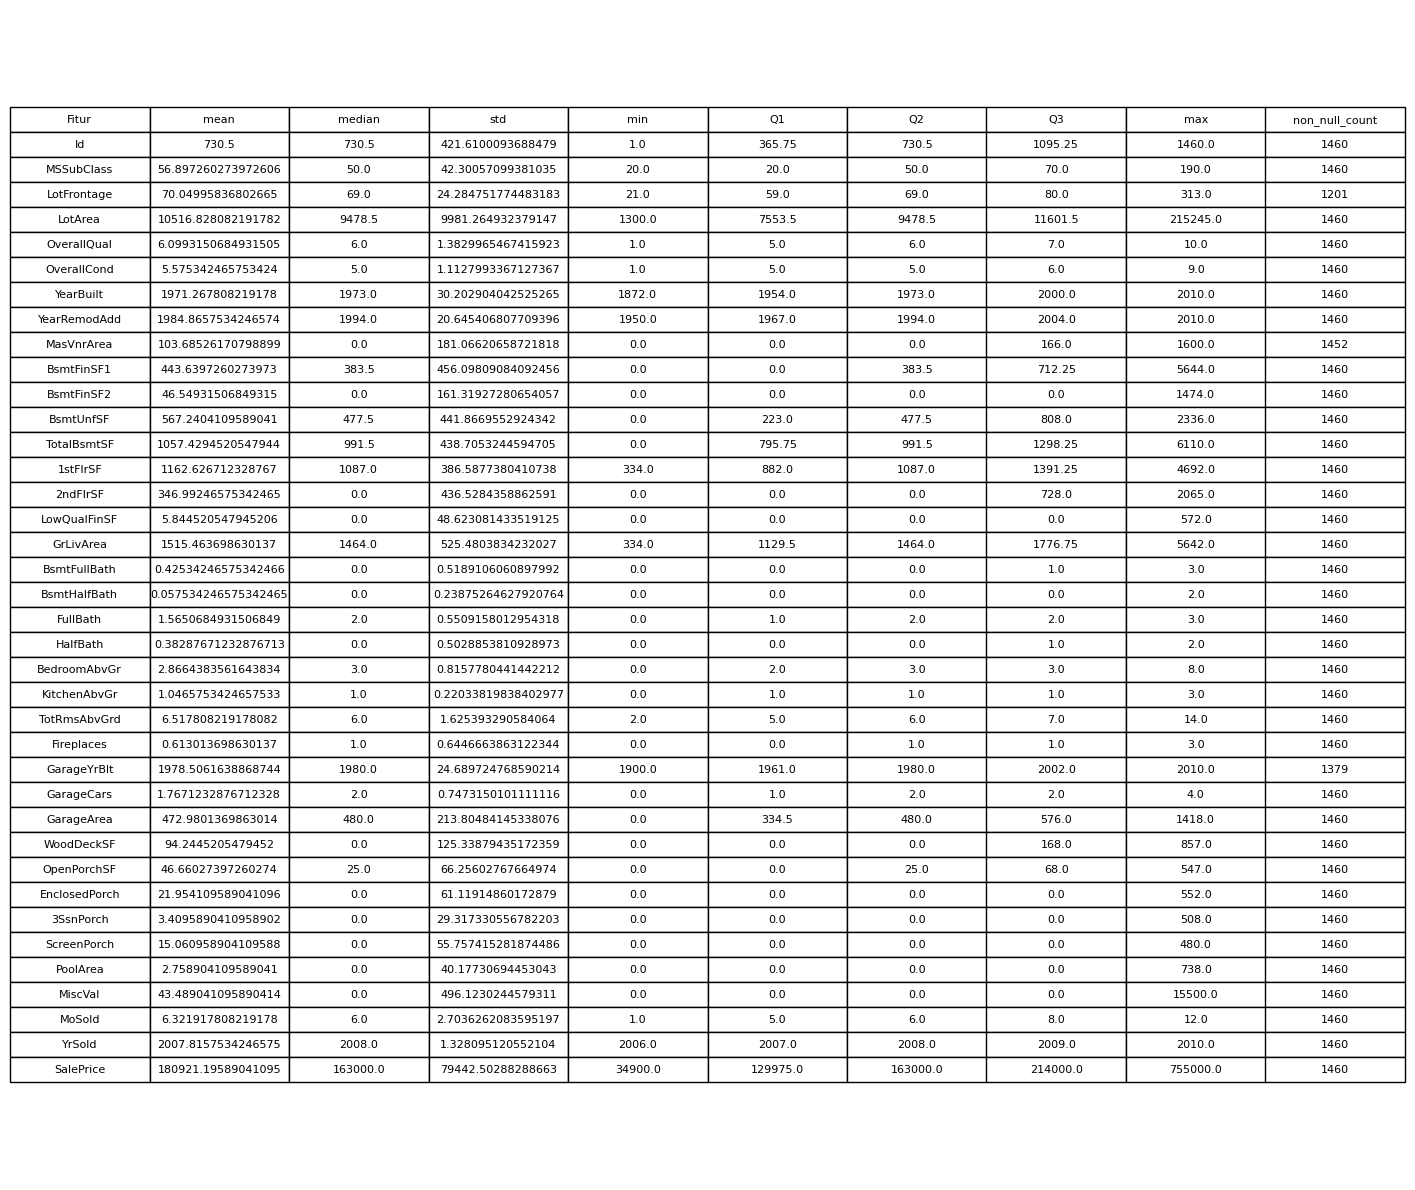 Fitur mean median std min Q1 Q2 Q3 max non_null_count
Id 730.5 730.5 421.6100093688479 1.0 365.75 730.5 1095.25 1460.0 1460
MSSubClass 56.897260273972606 50.0 42.30057099381035 20.0 20.0 50.0 70.0 190.0 1460
LotFrontage 70.04995836802665 69.0 24.284751774483183 21.0 59.0 69.0 80.0 313.0 1201
LotArea 10516.828082191782 9478.5 9981.264932379147 1300.0 7553.5 9478.5 11601.5 215245.0 1460
OverallQual 6.0993150684931505 6.0 1.3829965467415923 1.0 5.0 6.0 7.0 10.0 1460
OverallCond 5.575342465753424 5.0 1.1127993367127367 1.0 5.0 5.0 6.0 9.0 1460
YearBuilt 1971.267808219178 1973.0 30.202904042525265 1872.0 1954.0 1973.0 2000.0 2010.0 1460
YearRemodAdd 1984.8657534246574 1994.0 20.645406807709396 1950.0 1967.0 1994.0 2004.0 2010.0 1460
MasVnrArea 103.68526170798899 0.0 181.06620658721818 0.0 0.0 0.0 166.0 1600.0 1452
BsmtFinSF1 443.6397260273973 383.5 456.09809084092456 0.0 0.0 383.5 712.25 5644.0 1460
BsmtFinSF2 46.54931506849315 0.0 161.31927280654057 0.0 0.0 0.0 0.0 1474.0 1460
BsmtUnfSF 567.2404109589041 477.5 441.8669552924342 0.0 223.0 477.5 808.0 2336.0 1460
TotalBsmtSF 1057.4294520547944 991.5 438.7053244594705 0.0 795.75 991.5 1298.25 6110.0 1460
1stFlrSF 1162.626712328767 1087.0 386.5877380410738 334.0 882.0 1087.0 1391.25 4692.0 1460
2ndFlrSF 346.99246575342465 0.0 436.5284358862591 0.0 0.0 0.0 728.0 2065.0 1460
LowQualFinSF 5.844520547945206 0.0 48.623081433519125 0.0 0.0 0.0 0.0 572.0 1460
GrLivArea 1515.463698630137 1464.0 525.4803834232027 334.0 1129.5 1464.0 1776.75 5642.0 1460
BsmtFullBath 0.42534246575342466 0.0 0.5189106060897992 0.0 0.0 0.0 1.0 3.0 1460
BsmtHalfBath 0.057534246575342465 0.0 0.23875264627920764 0.0 0.0 0.0 0.0 2.0 1460
FullBath 1.5650684931506849 2.0 0.5509158012954318 0.0 1.0 2.0 2.0 3.0 1460
HalfBath 0.38287671232876713 0.0 0.5028853810928973 0.0 0.0 0.0 1.0 2.0 1460
BedroomAbvGr 2.8664383561643834 3.0 0.8157780441442212 0.0 2.0 3.0 3.0 8.0 1460
KitchenAbvGr 1.0465753424657533 1.0 0.22033819838402977 0.0 1.0 1.0 1.0 3.0 1460
TotRmsAbvGrd 6.517808219178082 6.0 1.625393290584064 2.0 5.0 6.0 7.0 14.0 1460
Fireplaces 0.613013698630137 1.0 0.6446663863122344 0.0 0.0 1.0 1.0 3.0 1460
GarageYrBlt 1978.5061638868744 1980.0 24.689724768590214 1900.0 1961.0 1980.0 2002.0 2010.0 1379
GarageCars 1.7671232876712328 2.0 0.7473150101111116 0.0 1.0 2.0 2.0 4.0 1460
GarageArea 472.9801369863014 480.0 213.80484145338076 0.0 334.5 480.0 576.0 1418.0 1460
WoodDeckSF 94.2445205479452 0.0 125.33879435172359 0.0 0.0 0.0 168.0 857.0 1460
OpenPorchSF 46.66027397260274 25.0 66.25602767664974 0.0 0.0 25.0 68.0 547.0 1460
EnclosedPorch 21.954109589041096 0.0 61.11914860172879 0.0 0.0 0.0 0.0 552.0 1460
3SsnPorch 3.4095890410958902 0.0 29.317330556782203 0.0 0.0 0.0 0.0 508.0 1460
ScreenPorch 15.060958904109588 0.0 55.757415281874486 0.0 0.0 0.0 0.0 480.0 1460
PoolArea 2.758904109589041 0.0 40.17730694453043 0.0 0.0 0.0 0.0 738.0 1460
MiscVal 43.489041095890414 0.0 496.1230244579311 0.0 0.0 0.0 0.0 15500.0 1460
MoSold 6.321917808219178 6.0 2.7036262083595197 1.0 5.0 6.0 8.0 12.0 1460
YrSold 2007.8157534246575 2008.0 1.328095120552104 2006.0 2007.0 2008.0 2009.0 2010.0 1460
SalePrice 180921.19589041095 163000.0 79442.50288288663 34900.0 129975.0 163000.0 214000.0 755000.0 1460